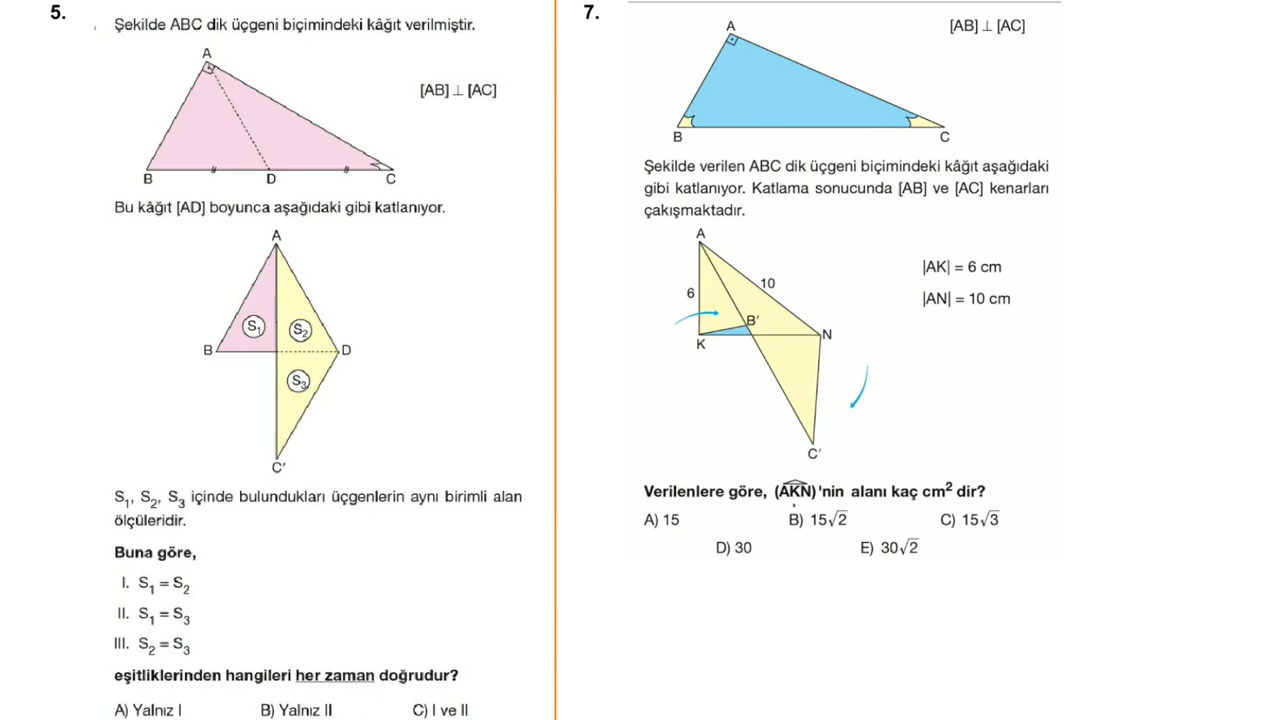 5.
Şekilde ABC dik üçgeni biçimindeki kâğıt verilmiştir.
A
[AB] ⊥ [AC]
B
D
C
Bu kâğıt [AD] boyunca aşağıdaki gibi katlanıyor.
A
S₁
S₂
B
D
S₃
C'
S₁, S₂, S₃ içinde bulundukları üçgenlerin aynı birimli alan
ölçüleridir.
Buna göre,
I. S₁ = S₂
II. S₁ = S₃
III. S₂ = S₃
eşitliklerinden hangileri her zaman doğrudur?
A) Yalnız I B) Yalnız II C) I ve II
7.
A
[AB] ⊥ [AC]
B
C
Şekilde verilen ABC dik üçgeni biçimindeki kâğıt aşağıdaki
gibi katlanıyor. Katlama sonucunda [AB] ve [AC] kenarları
çakışmaktadır.
A
|AK| = 6 cm
10
6
|AN| = 10 cm
B'
K
N
C'
Verilenlere göre, (AKN)'nin alanı kaç cm² dir?
A) 15 B) 15√2 C) 15√3
D) 30 E) 30√2